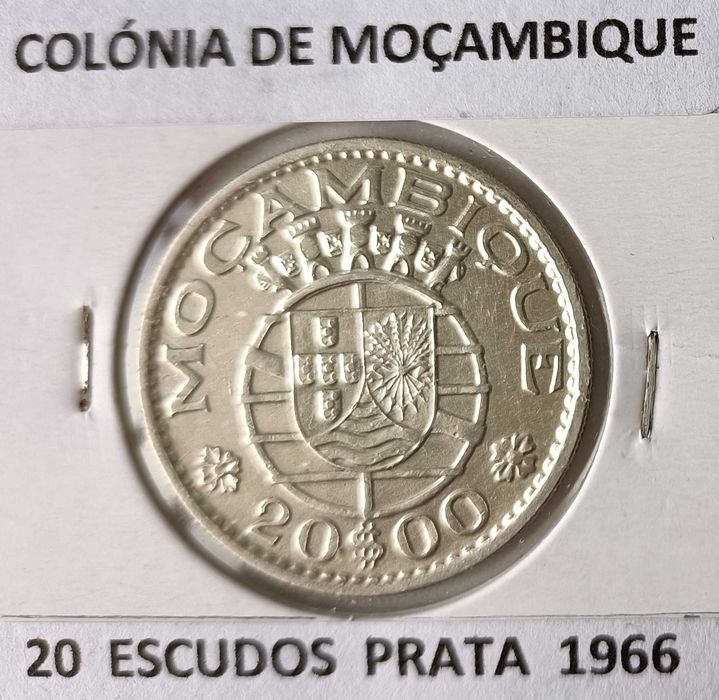 COLÓNIA DE MOÇAMBIQUE
MOÇAMBIQUE
20 00
20 ESCUDOS PRATA 1966